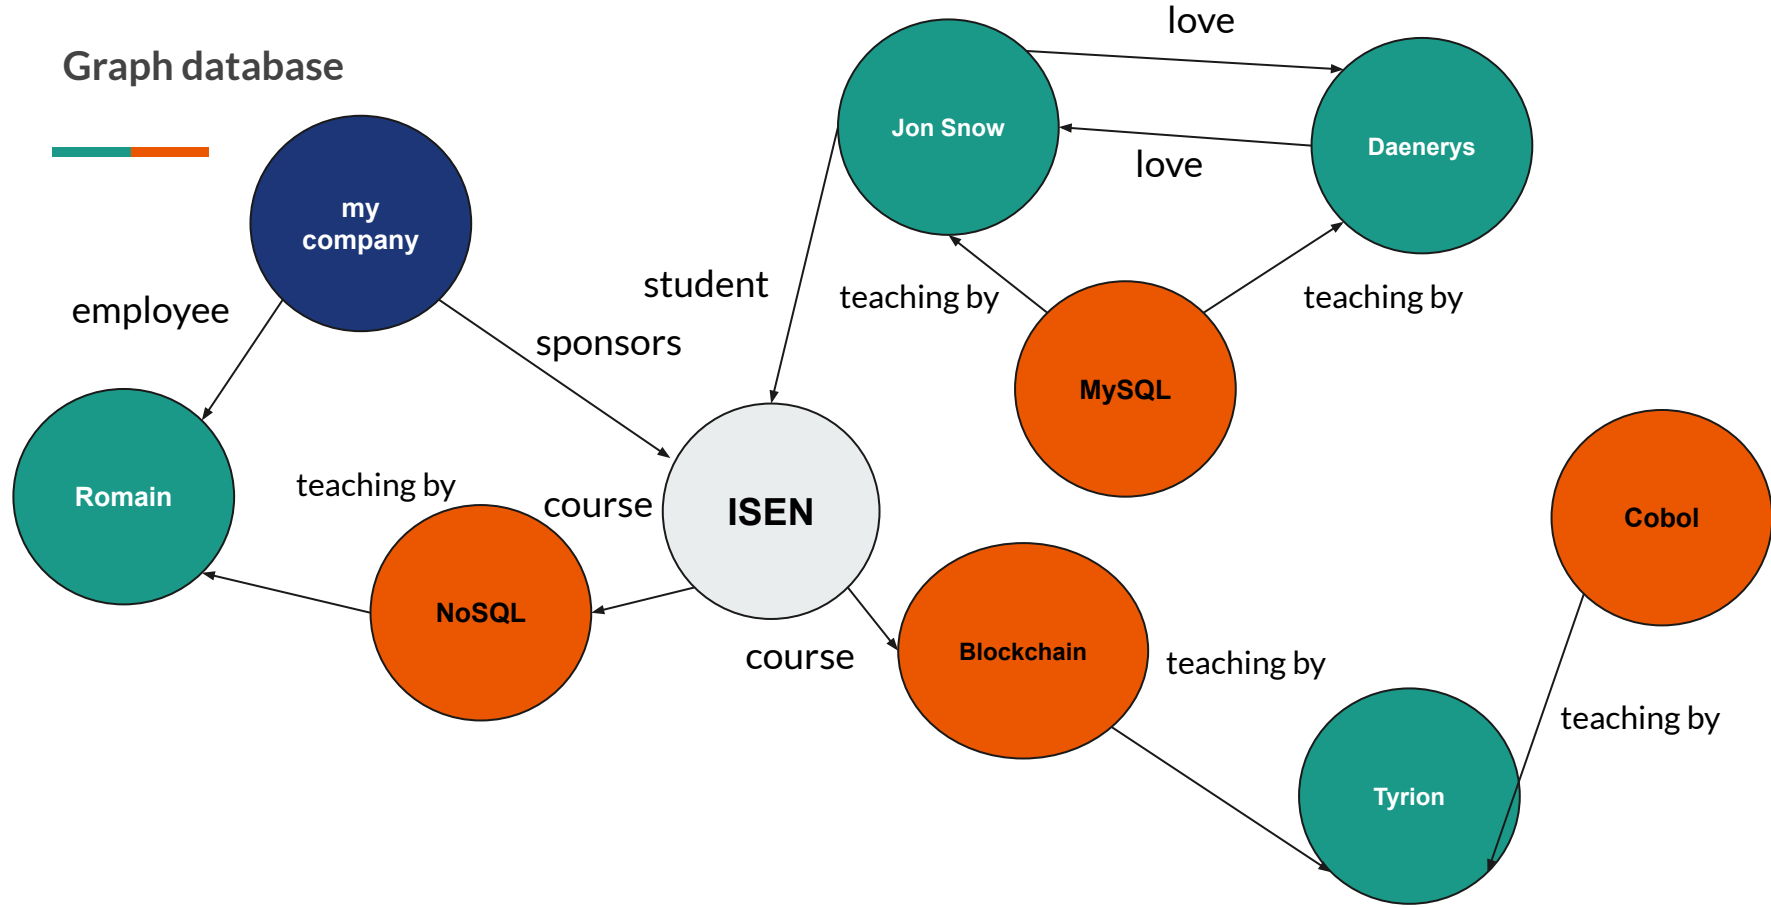 Graph database
love
Jon Snow
Daenerys
love
my
company
student
teaching by
teaching by
employee
sponsors
MySQL
Romain
teaching by
course
ISEN
Cobol
NoSQL
course
Blockchain
teaching by
teaching by
Tyrion